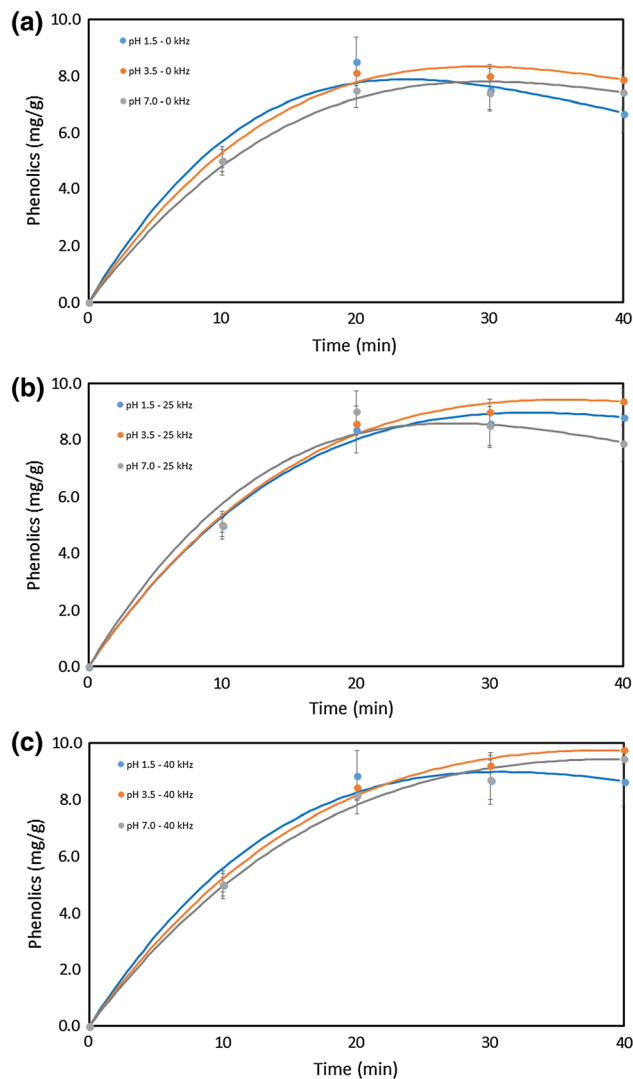 (a)
10.0
8.0
6.0
4.0
2.0
0.0
Phenolics (mg/g)
pH 1.5 - 0 kHz
pH 3.5 - 0 kHz
pH 7.0 - 0 kHz
0 10 20 30 40
Time (min)
(b)
10.0
8.0
6.0
4.0
2.0
0.0
Phenolics (mg/g)
pH 1.5 - 25 kHz
pH 3.5 - 25 kHz
pH 7.0 - 25 kHz
0 10 20 30 40
Time (min)
(c)
10.0
8.0
6.0
4.0
2.0
0.0
Phenolics (mg/g)
pH 1.5 - 40 kHz
pH 3.5 - 40 kHz
pH 7.0 - 40 kHz
0 10 20 30 40
Time (min)